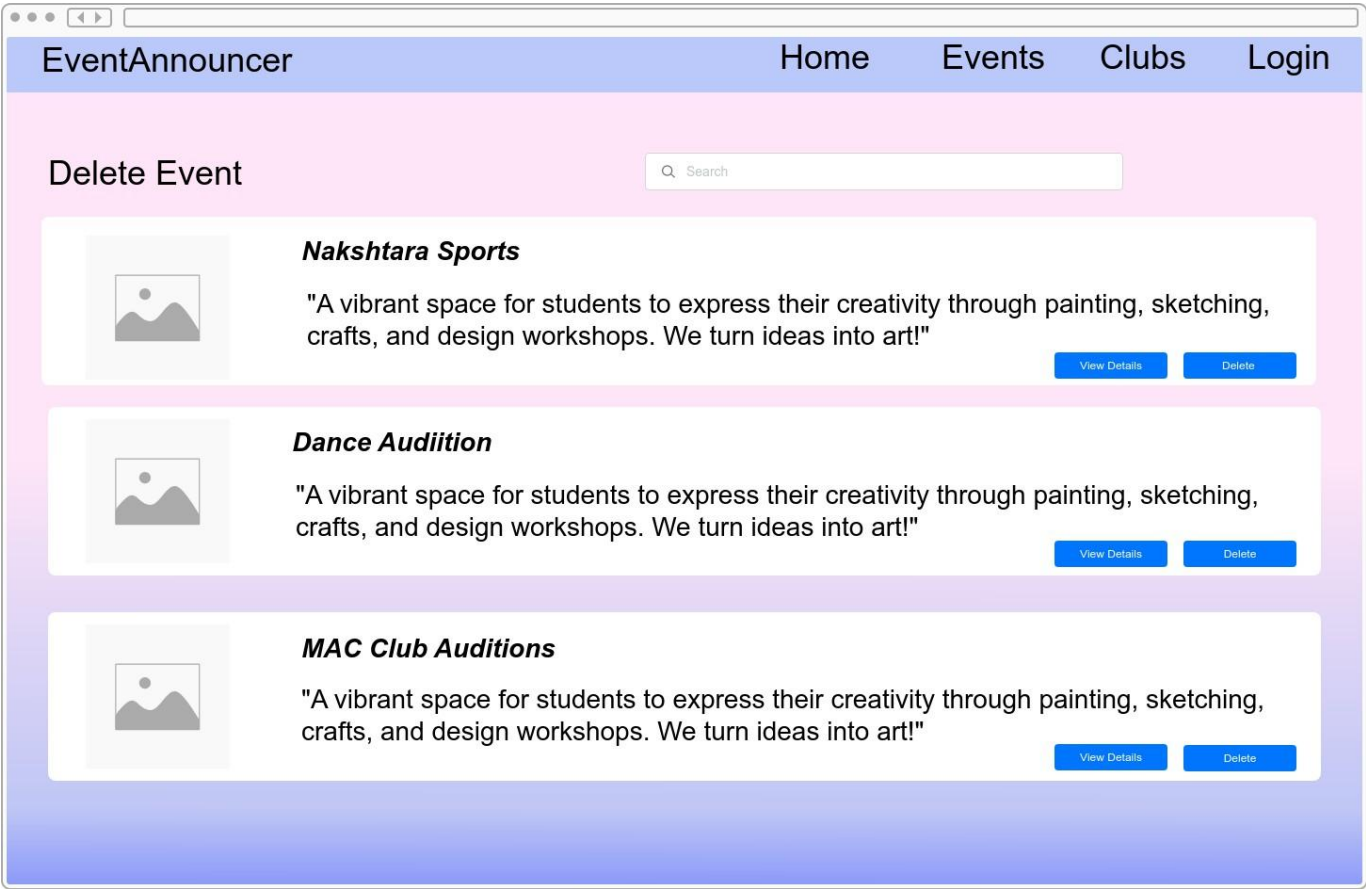 EventAnnouncer Home Events Clubs Login
Delete Event
Search
Nakshtara Sports
"A vibrant space for students to express their creativity through painting, sketching,
crafts, and design workshops. We turn ideas into art!"
View Details Delete
Dance Audiition
"A vibrant space for students to express their creativity through painting, sketching,
crafts, and design workshops. We turn ideas into art!"
View Details Delete
MAC Club Auditions
"A vibrant space for students to express their creativity through painting, sketching,
crafts, and design workshops. We turn ideas into art!"
View Details Delete